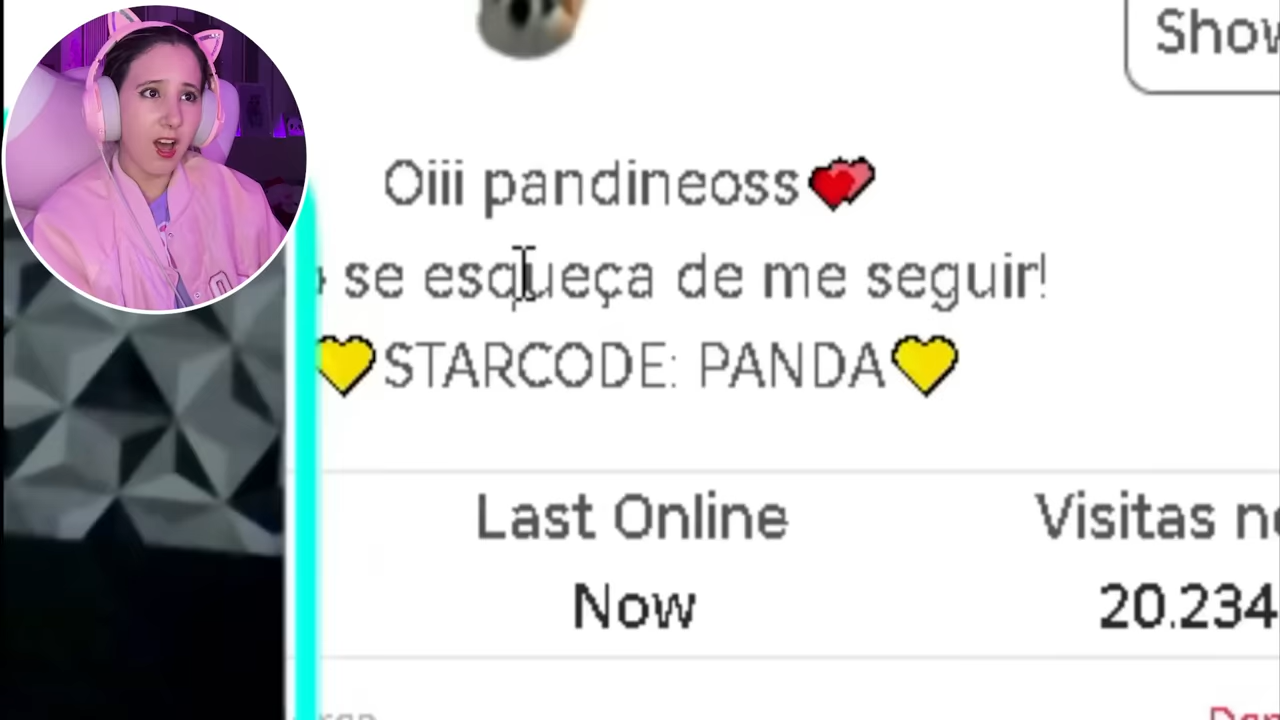 Show
Oiii pandineoss
se esqueça de me seguir!
STARCODE: PANDA
Last Online
Visitas
Now
20.234